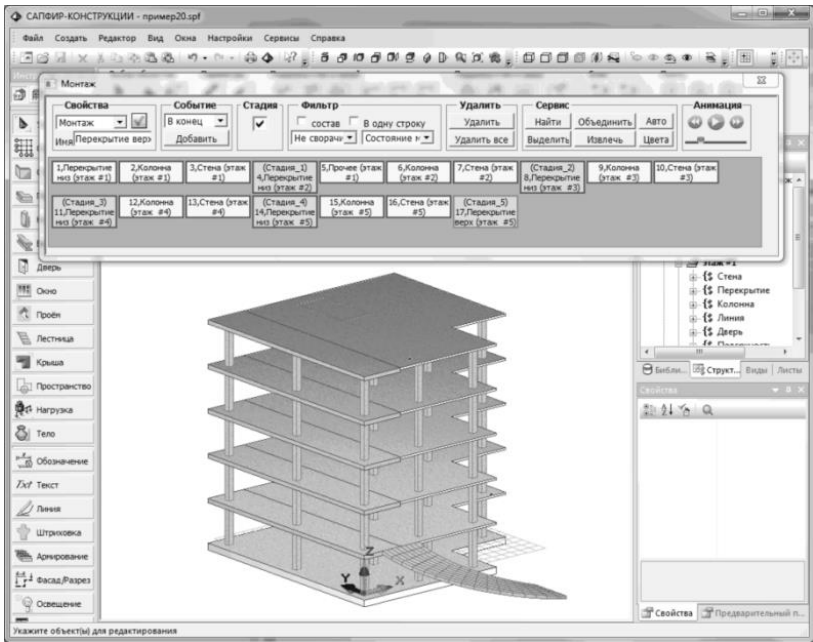 САПФИР-КОНСТРУКЦИИ - пример20.spf
Файл Создать Редактор Вид Окна Настройки Сервисы Справка
Монтаж
Свойства Событие Стадия Фильтр Удалить Сервис Анимация
Монтаж В конец состав В одну строку Удалить Найти Объединить Авто
Имя Перекрытие верх Добавить Не сворачи Состояние Удалить все Выделить Извлечь Цвета
1,Перекрытие низ (этаж #1)
2,Колонна (этаж #1)
3,Стена (этаж #1)
(Стадия_1) 4,Перекрытие низ (этаж #2)
5,Прочее (этаж #1)
6,Колонна (этаж #2)
7,Стена (этаж #2)
(Стадия_2) 8,Перекрытие низ (этаж #3)
9,Колонна (этаж #3)
10,Стена (этаж #3)
(Стадия_3) 11,Перекрытие низ (этаж #4)
12,Колонна (этаж #4)
13,Стена (этаж #4)
(Стадия_4) 14,Перекрытие низ (этаж #5)
15,Колонна (этаж #5)
16,Стена (этаж #5)
(Стадия_5) 17,Перекрытие верх (этаж #5)
Дверь
Окно
Проём
Лестница
Крыша
Пространство
Нагрузка
Тело
Обозначение
Txt Текст
Линия
Штриховка
Армирование
Фасад/Разрез
Освещение
Z
Y X
Этаж #1
Стена
Перекрытие
Колонна
Линия
Дверь
Библи... Структ... Виды Листы
Свойства
Свойства Предварительный п...
Укажите объект(ы) для редактирования